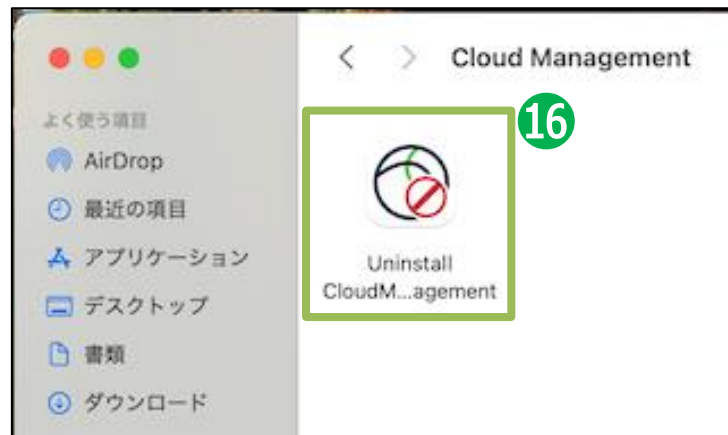 Cloud Management
16
よく使う項目
AirDrop
最近の項目
アプリケーション
デスクトップ
書類
ダウンロード
Uninstall
CloudM...agement